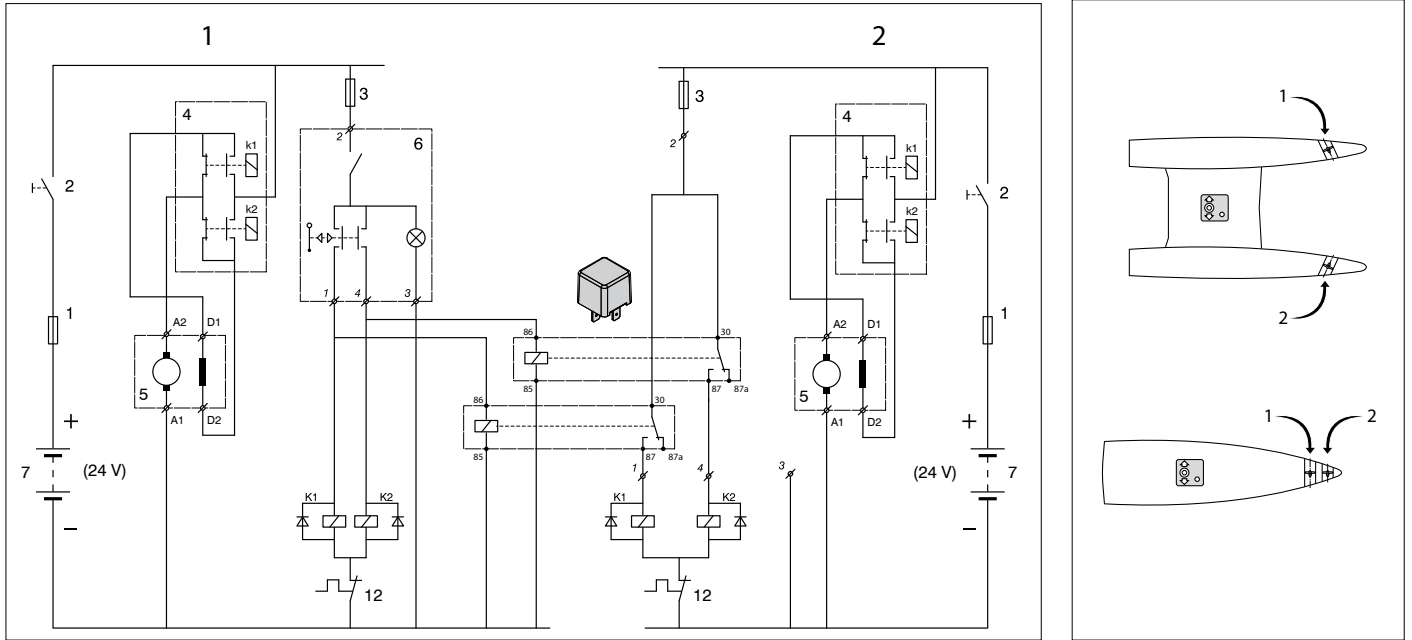 1 2
3 3
4 4
2 6 2
k1 k1
2 2
k2 k2
1 4 3
1 1
A2 D1 86 30 A2 D1
5 85 87 87a 5
A1 D2 86 30 A1 D2
+ +
85 87 87a
7 (24 V) 1 4 3 (24 V) 7
K1 K2 K1 K2
– –
12 12
1
2
1 2